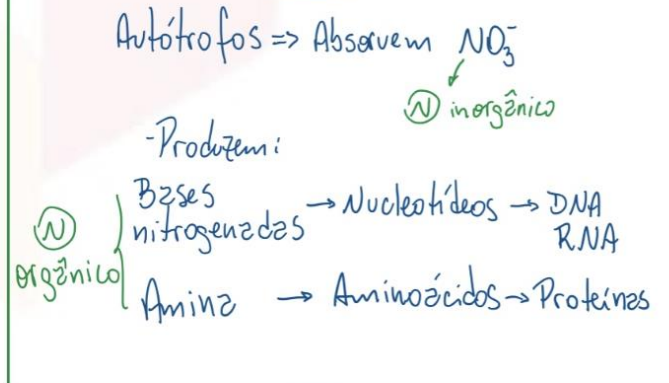 Autótrofos => Absorvem NO₃⁻
Ⓝ inorgânico
-Produzem:
Bases
nitrogenadas → Nucleotídeos → DNA
RNA
Ⓝ
orgânico
Amina → Aminoácidos → Proteínas